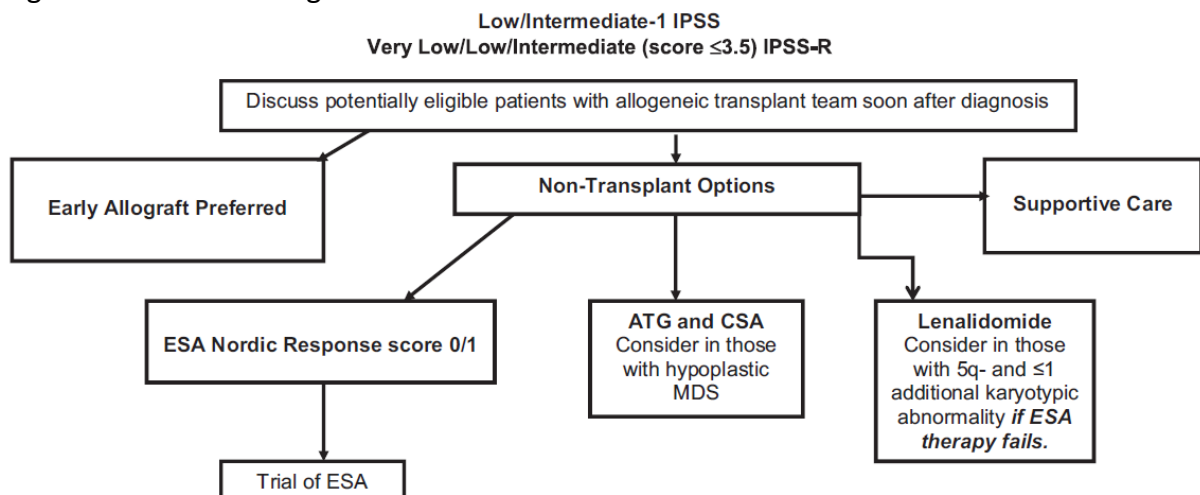 Low/Intermediate-1 IPSS
Very Low/Low/Intermediate (score ≤3.5) IPSS-R
Discuss potentially eligible patients with allogeneic transplant team soon after diagnosis
Early Allograft Preferred
Non-Transplant Options
Supportive Care
ESA Nordic Response score 0/1
ATG and CSA
Consider in those
with hypoplastic
MDS
Lenalidomide
Consider in those
with 5q- and ≤1
additional karyotypic
abnormality if ESA
therapy fails.
Trial of ESA